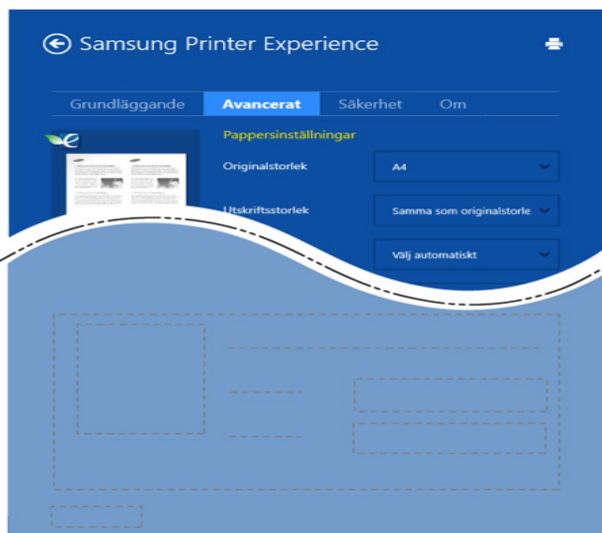 Samsung Printer Experience
Grundläggande Avancerat Säkerhet Om
Pappersinställningar
Originalstorlek A4
Utskriftsstorlek Samma som originalstorle
Välj automatiskt